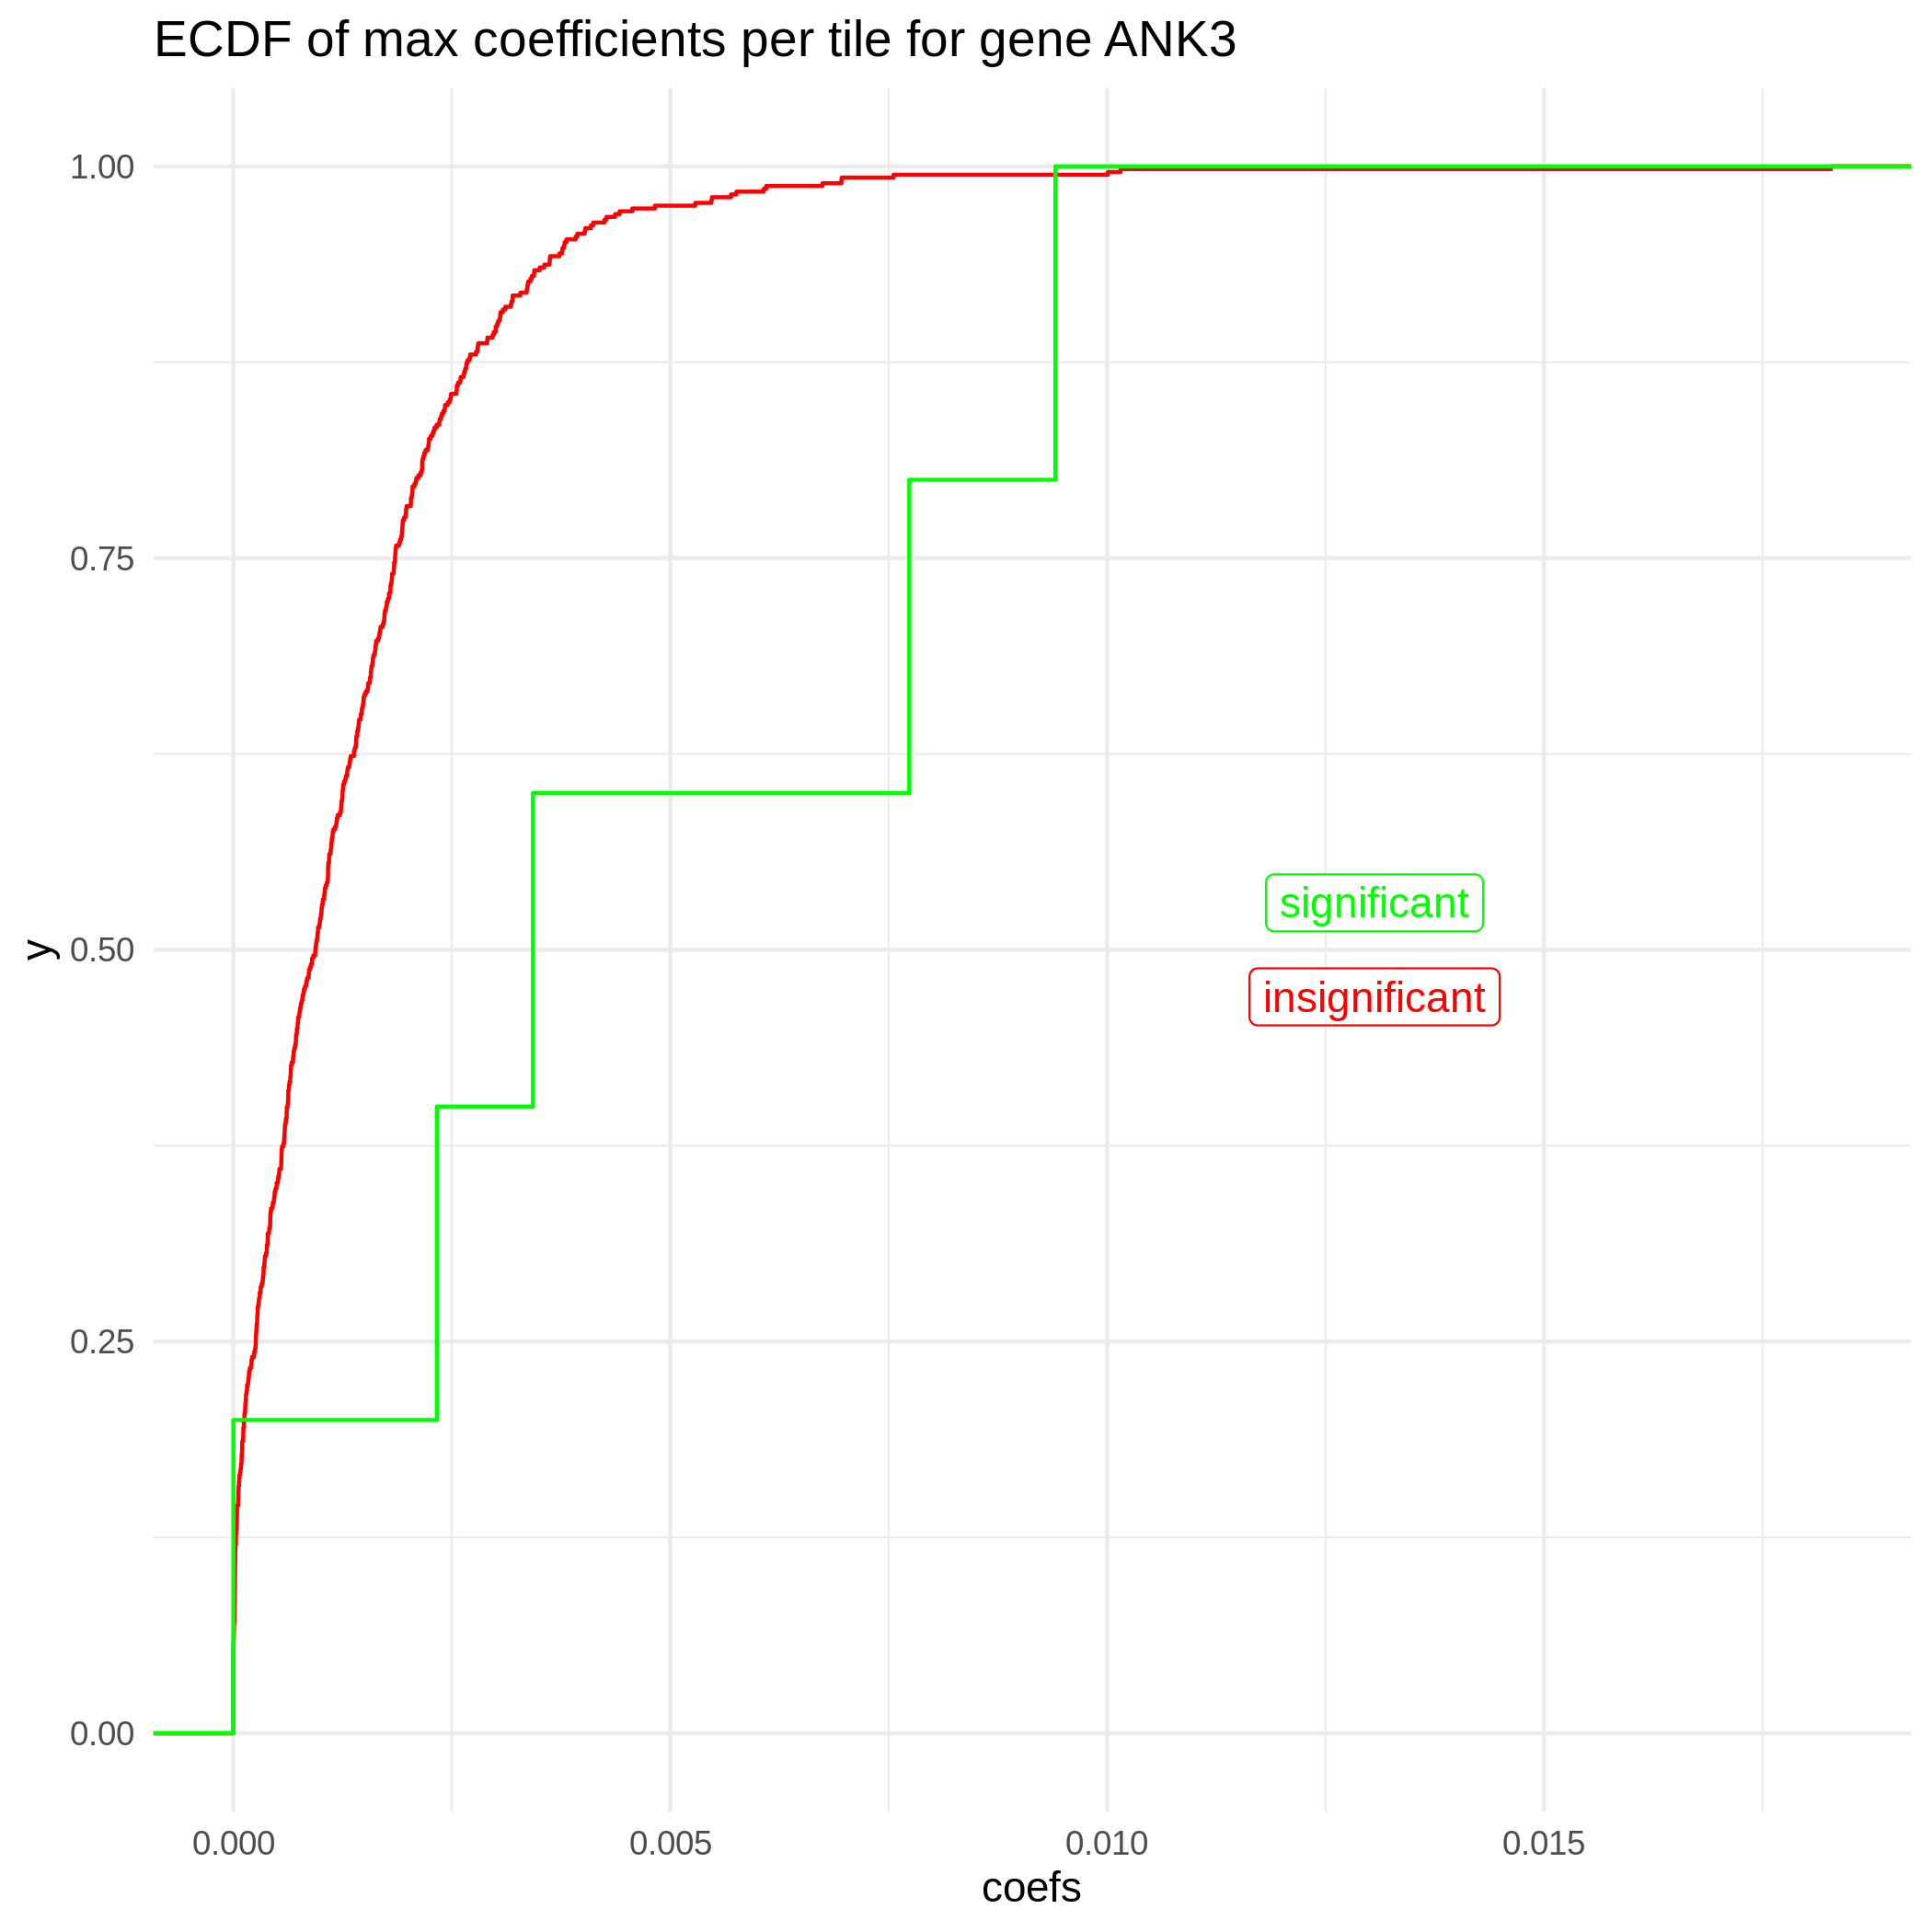 ECDF of max coefficients per tile for gene ANK3
1.00
0.75
0.50
0.25
0.00
y
significant
insignificant
0.000
0.005
0.010
0.015
coefs